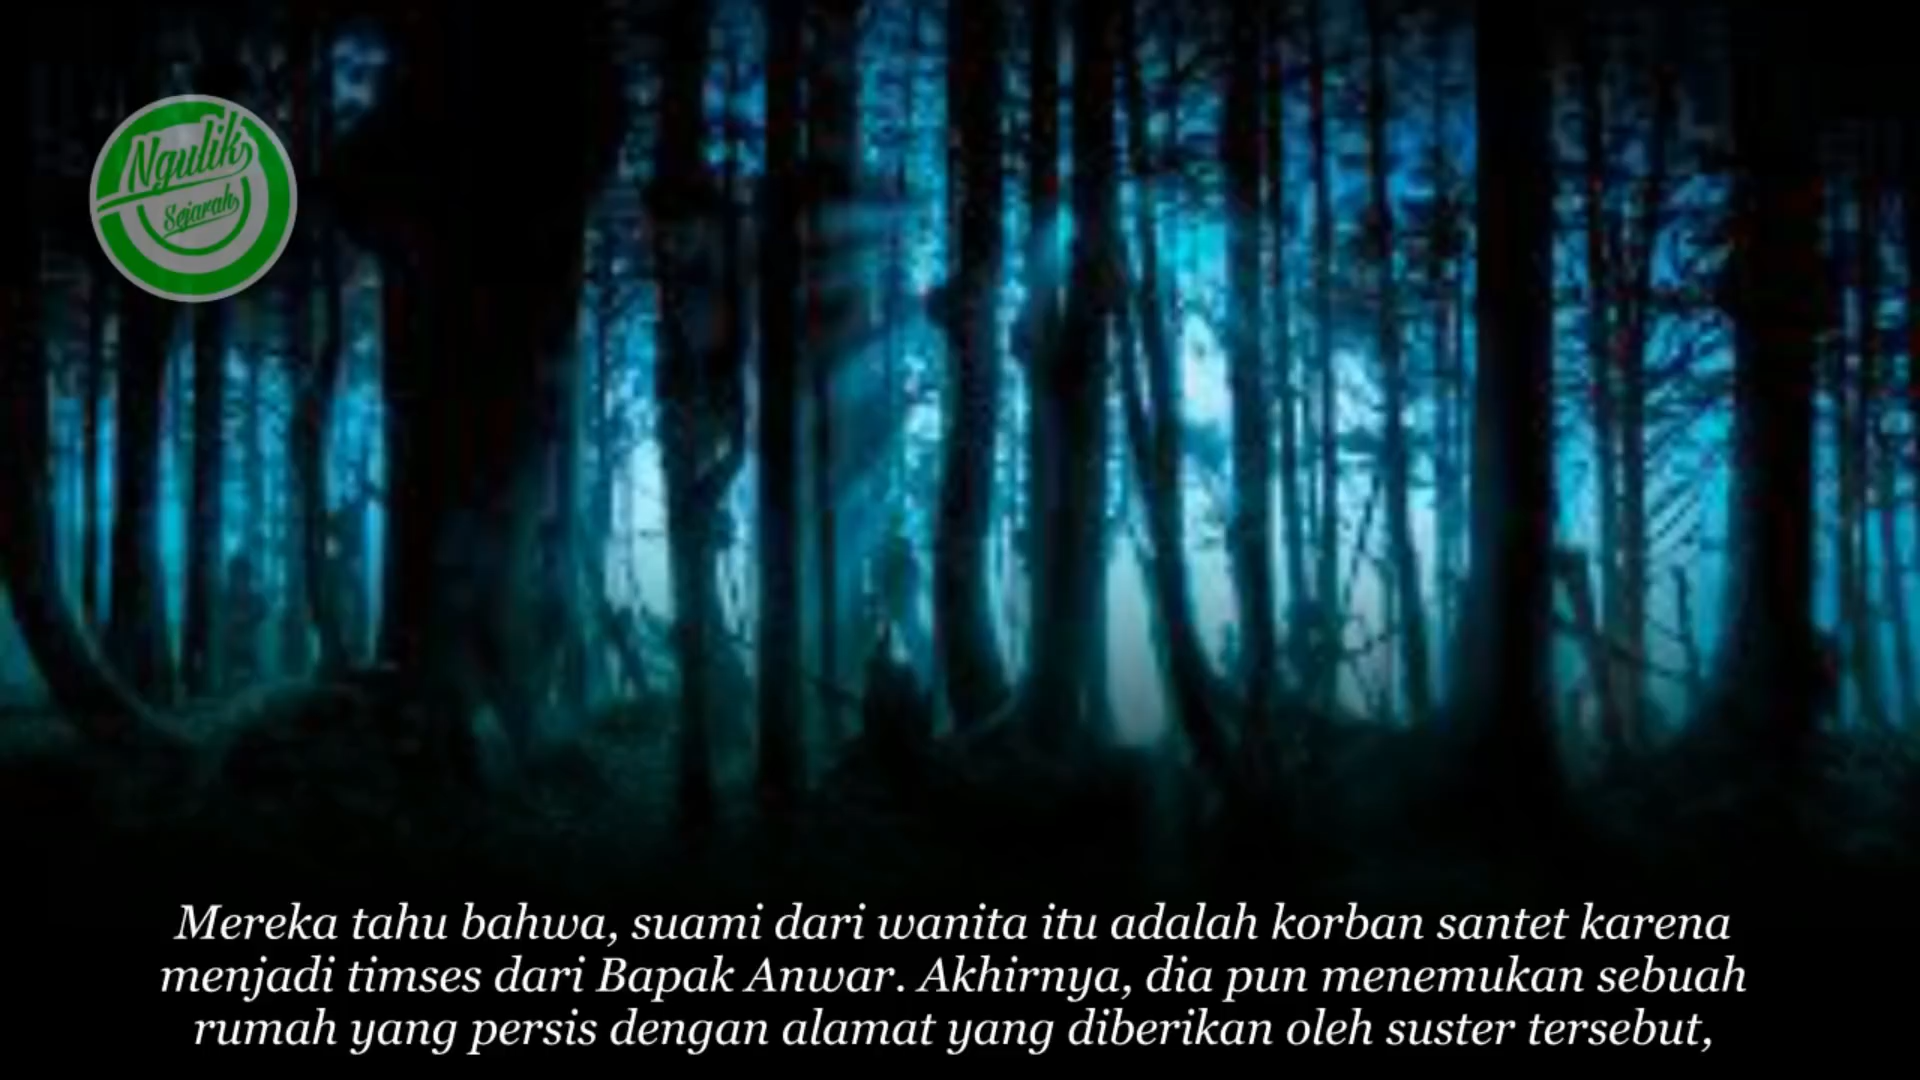 Ngulik
Sejarah
Mereka tahu bahwa, suami dari wanita itu adalah korban santet karena
menjadi timses dari Bapak Anwar. Akhirnya, dia pun menemukan sebuah
rumah yang persis dengan alamat yang diberikan oleh suster tersebut,